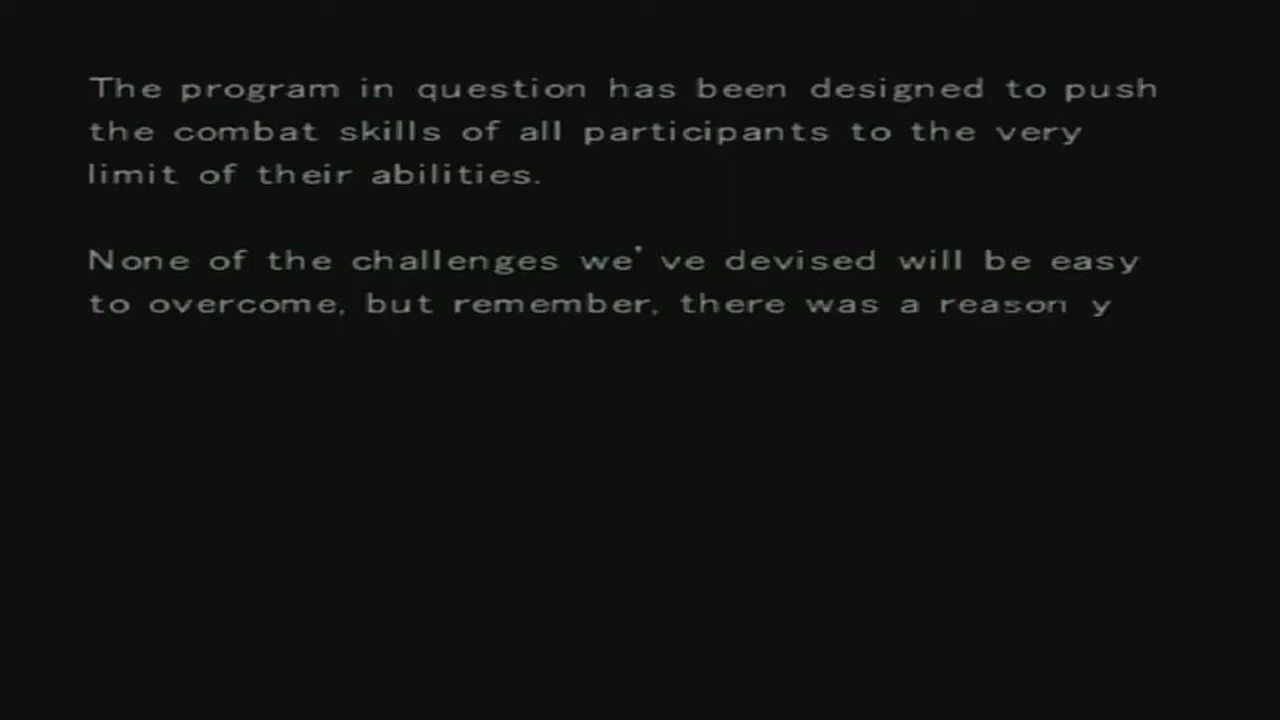 The program in question has been designed to push
the combat skills of all participants to the very
limit of their abilities.
None of the challenges we've devised will be easy
to overcome, but remember, there was a reason y